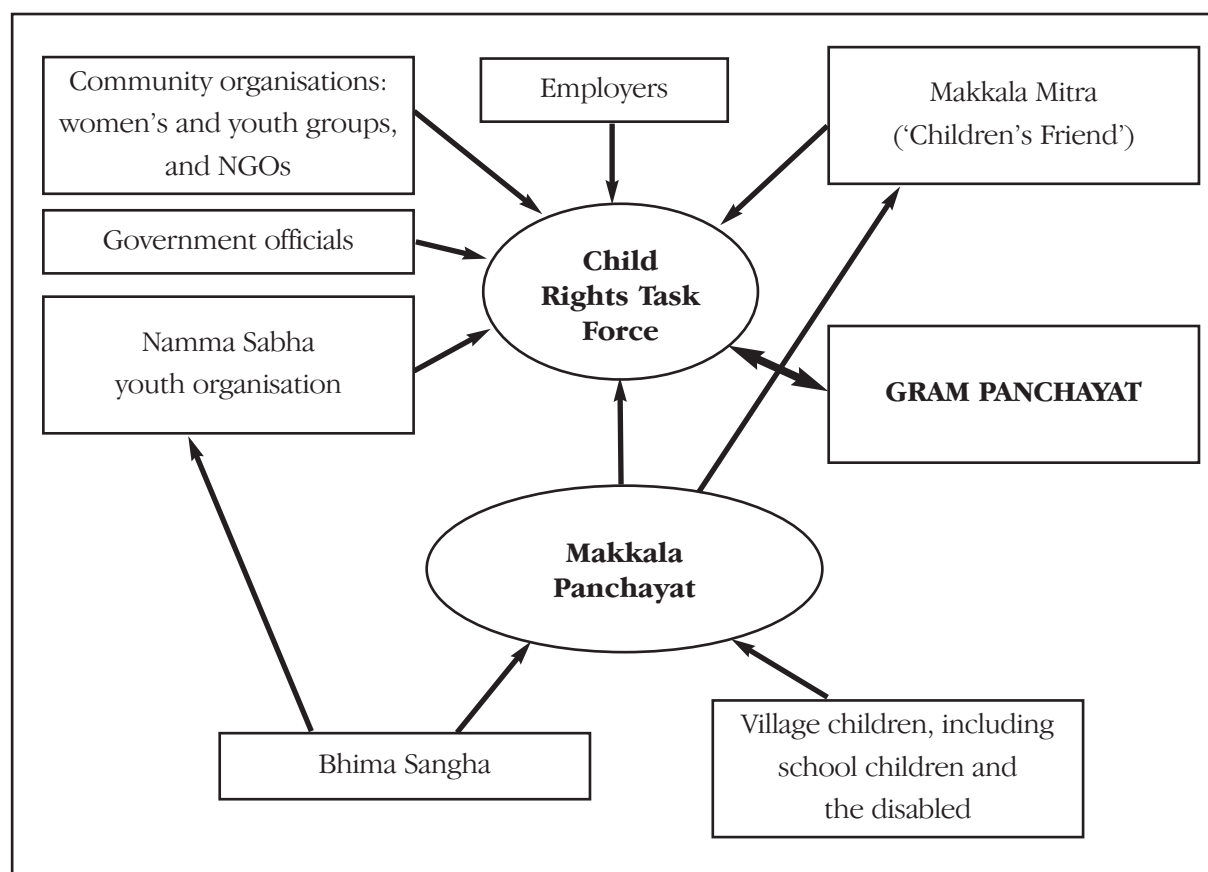 Community organisations:
women's and youth groups,
and NGOs
Employers
Makkala Mitra
(‘Children's Friend’)
Government officials
Child
Rights Task
Force
Namma Sabha
youth organisation
GRAM PANCHAYAT
Makkala
Panchayat
Bhima Sangha
Village children, including
school children and
the disabled